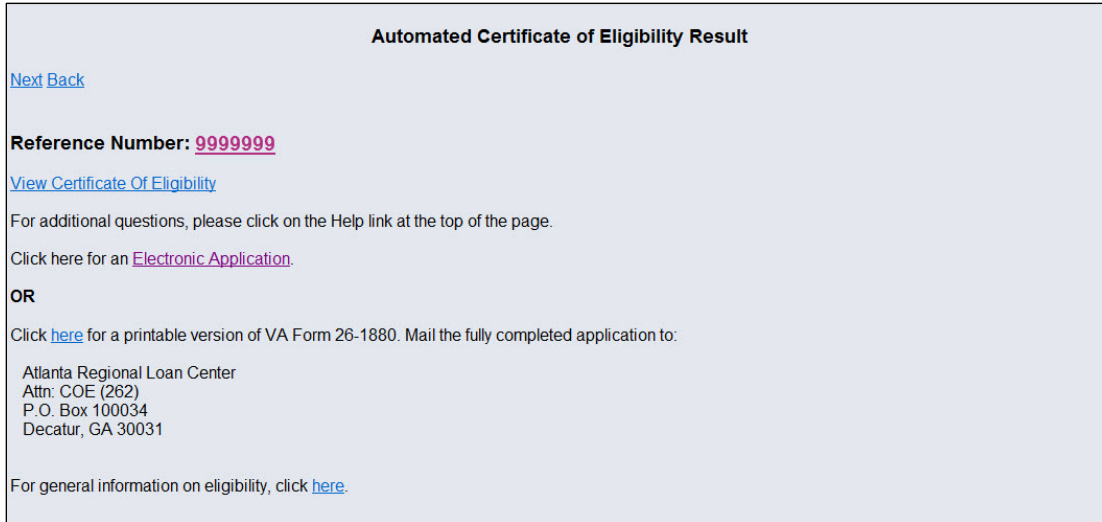 Automated Certificate of Eligibility Result
Next Back
Reference Number: 9999999
View Certificate Of Eligibility
For additional questions, please click on the Help link at the top of the page.
Click here for an Electronic Application.
OR
Click here for a printable version of VA Form 26-1880. Mail the fully completed application to:
Atlanta Regional Loan Center
Attn: COE (262)
P.O. Box 100034
Decatur, GA 30031
For general information on eligibility, click here.